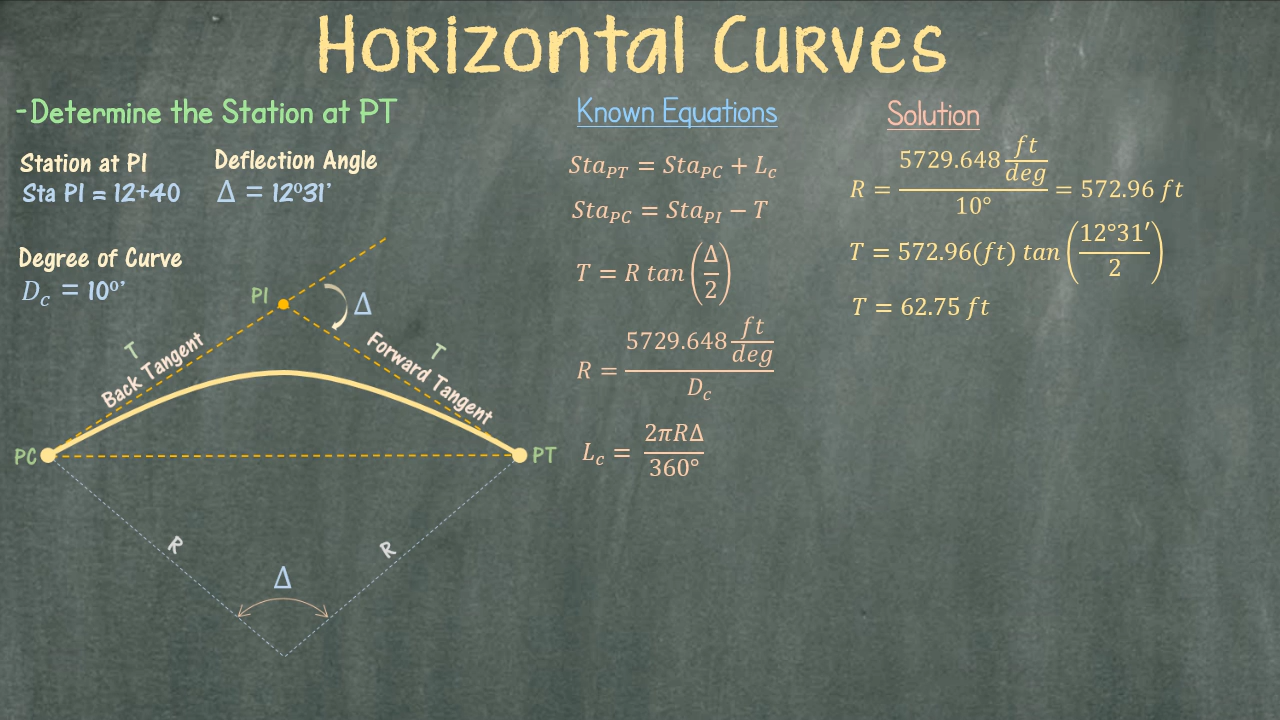 Horizontal Curves
-Determine the Station at PT
Station at PI
Sta PI = 12+40
Deflection Angle
Δ = 12º31'
Degree of Curve
D_c = 10º'
PI
Δ
T
Back Tangent
T
Forward Tangent
PC
PT
R
R
Δ
Known Equations
Sta_PT = Sta_PC + L_c
Sta_PC = Sta_PI − T
T = R tan (Δ/2)
R = 5729.648 ft/deg / D_c
L_c = 2πRΔ / 360°
Solution
R = 5729.648 ft/deg / 10° = 572.96 ft
T = 572.96(ft) tan (12°31′/2)
T = 62.75 ft